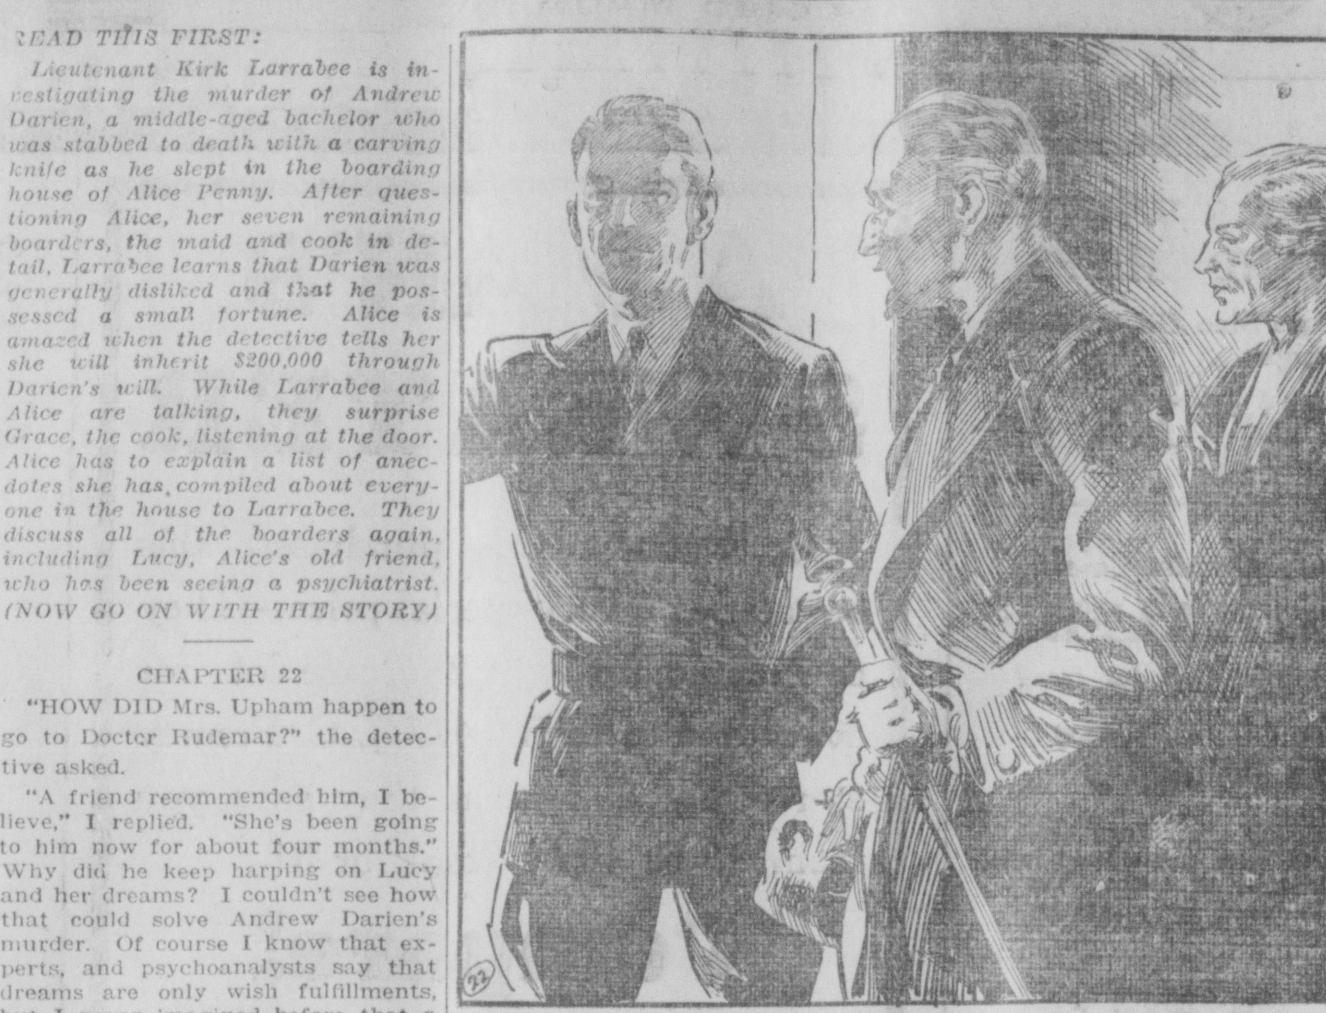 READ THIS FIRST:
Lieutenant Kirk Larrabee is in-
vestigating the murder of Andrew
Darien, a middle-aged bachelor who
was stabbed to death with a carving
knife as he slept in the boarding
house of Alice Penny. After ques-
tioning Alice, her seven remaining
boarders, the maid and cook in de-
tail, Larrabee learns that Darien was
generally disliked and that he pos-
sessed a small fortune. Alice is
amazed when the detective tells her
she will inherit $200,000 through
Darien's will. While Larrabee and
Alice are talking, they surprise
Grace, the cook, listening at the door.
Alice has to explain a list of anec-
dotes she has compiled about every-
one in the house to Larrabee. They
discuss all of the boarders again,
including Lucy, Alice's old friend,
who has been seeing a psychiatrist.
(NOW GO ON WITH THE STORY)
CHAPTER 22
"HOW DID Mrs. Upham happen to
go to Doctor Rudemar?" the detec-
tive asked.
"A friend recommended him, I be-
lieve," I replied. "She's been going
to him now for about four months."
Why did he keep harping on Lucy
and her dreams? I couldn't see how
that could solve Andrew Darien's
murder. Of course I know that ex-
perts, and psychoanalysts say that
dreams are only wish fulfillments,
22